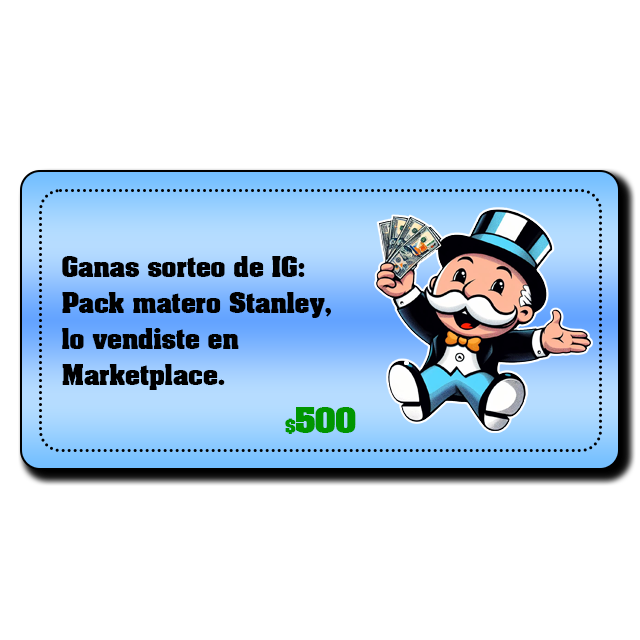 Ganas sorteo de IG:
Pack matero Stanley,
lo vendiste en
Marketplace.
$500